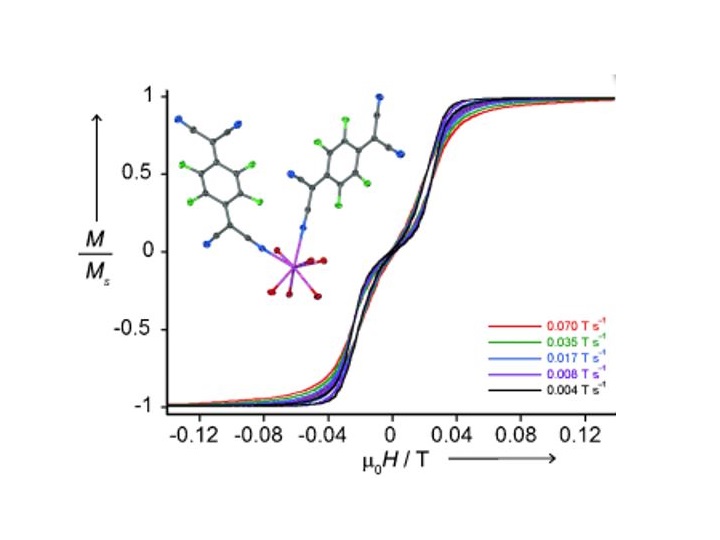 1
0.5
0
-0.5
-1
M
Ms
0.070 T s⁻¹
0.035 T s⁻¹
0.017 T s⁻¹
0.008 T s⁻¹
0.004 T s⁻¹
-0.12 -0.08 -0.04 0 0.04 0.08 0.12
μ₀H / T